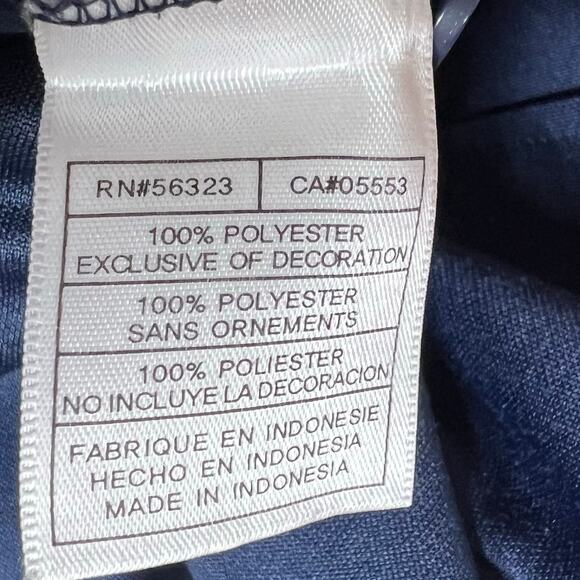 RN#56323 CA#05553
100% POLYESTER
EXCLUSIVE OF DECORATION
100% POLYESTER
SANS ORNEMENTS
100% POLIESTER
NO INCLUYE LA DECORACION
FABRIQUE EN INDONESIE
HECHO EN INDONESIA
MADE IN INDONESIA